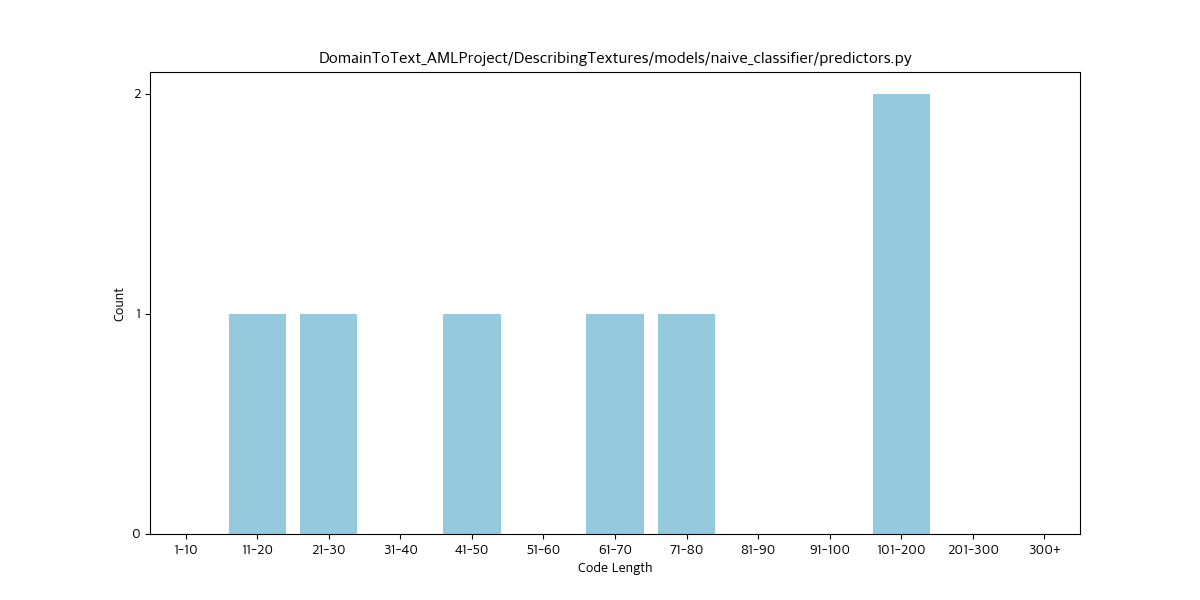 DomainToText_AMLProject/DescribingTextures/models/naive_classifier/predictors.py
2
1
0
Count
1-10 11-20 21-30 31-40 41-50 51-60 61-70 71-80 81-90 91-100 101-200 201-300 300+
Code Length